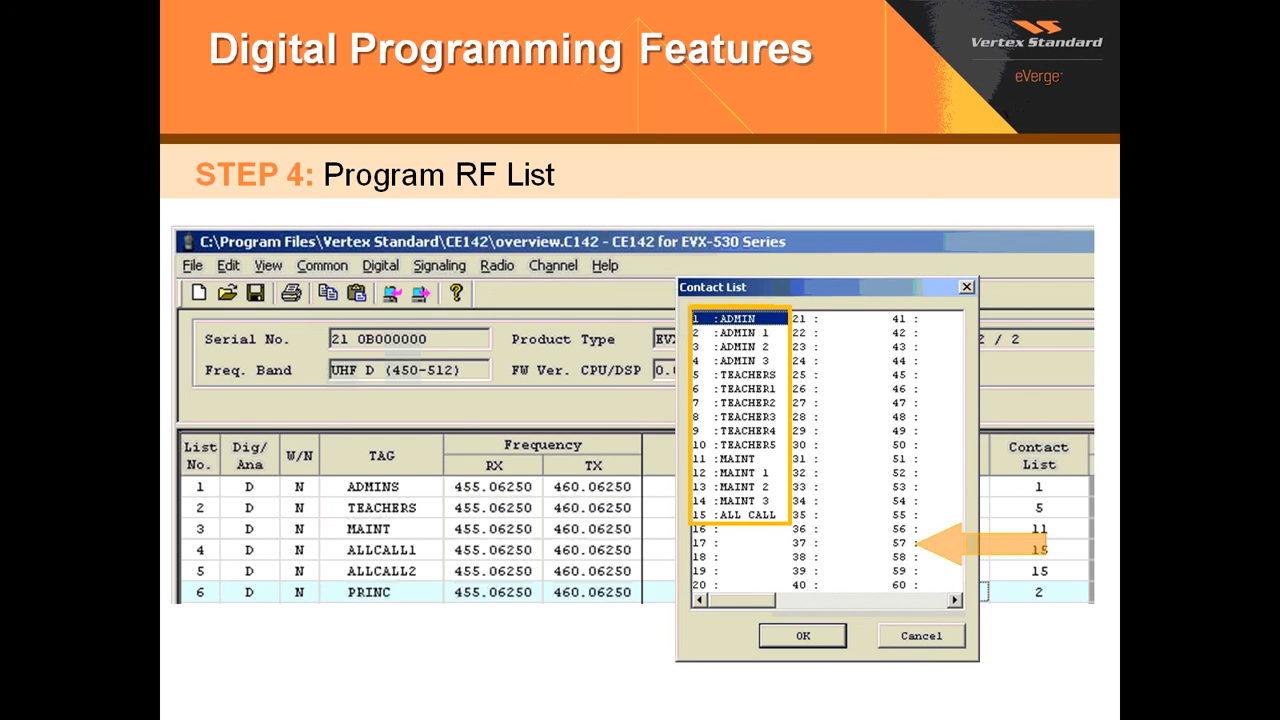 Digital Programming Features
Vertex Standard
eVerge
STEP 4: Program RF List
C:\Program Files\Vertex Standard\CE142\overview.C142 - CE142 for EVX-530 Series
File Edit View Common Digital Signaling Radio Channel Help
Serial No. 21 0B000000 Product Type EVX 2 / 2
Freq. Band UHF D (450-512) FW Ver. CPU/DSP 0.
List No. Dig/ Ana W/N TAG Frequency RX TX Contact List
1 D N ADMINS 455.06250 460.06250 1
2 D N TEACHERS 455.06250 460.06250 5
3 D N MAINT 455.06250 460.06250 11
4 D N ALLCALL1 455.06250 460.06250 15
5 D N ALLCALL2 455.06250 460.06250 15
6 D N PRINC 455.06250 460.06250 2
Contact List
1 :ADMIN 21 : 41 :
2 :ADMIN 1 22 : 42 :
3 :ADMIN 2 23 : 43 :
4 :ADMIN 3 24 : 44 :
5 :TEACHERS 25 : 45 :
6 :TEACHER1 26 : 46 :
7 :TEACHER2 27 : 47 :
8 :TEACHER3 28 : 48 :
9 :TEACHER4 29 : 49 :
10 :TEACHER5 30 : 50 :
11 :MAINT 31 : 51 :
12 :MAINT 1 32 : 52 :
13 :MAINT 2 33 : 53 :
14 :MAINT 3 34 : 54 :
15 :ALL CALL 35 : 55 :
16 : 36 : 56 :
17 : 37 : 57 :
18 : 38 : 58 :
19 : 39 : 59 :
20 : 40 : 60 :
OK Cancel